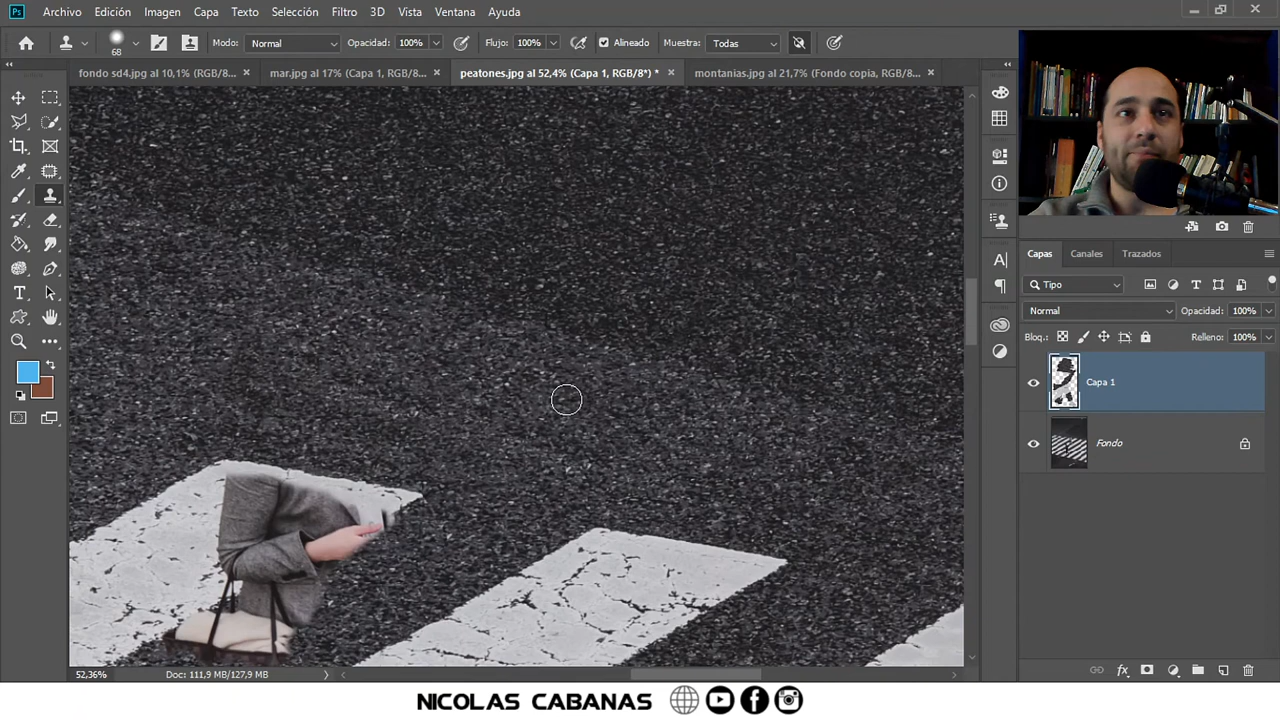 Ps Archivo Edición Imagen Capa Texto Selección Filtro 3D Vista Ventana Ayuda
68 Modo: Normal Opacidad: 100% Flujo: 100% Alineado Muestra: Todas
fondo sd4.jpg al 10,1% (RGB/8... × mar.jpg al 17% (Capa 1, RGB/8... × peatones.jpg al 52,4% (Capa 1, RGB/8*) * × montanias.jpg al 21,7% (Fondo copia, RGB/8... ×
Capas Canales Trazados
Tipo
Normal Opacidad: 100%
Bloq.: Relleno: 100%
Capa 1
Fondo
52,36% Doc: 111,9 MB/127,9 MB
NICOLAS CABANAS